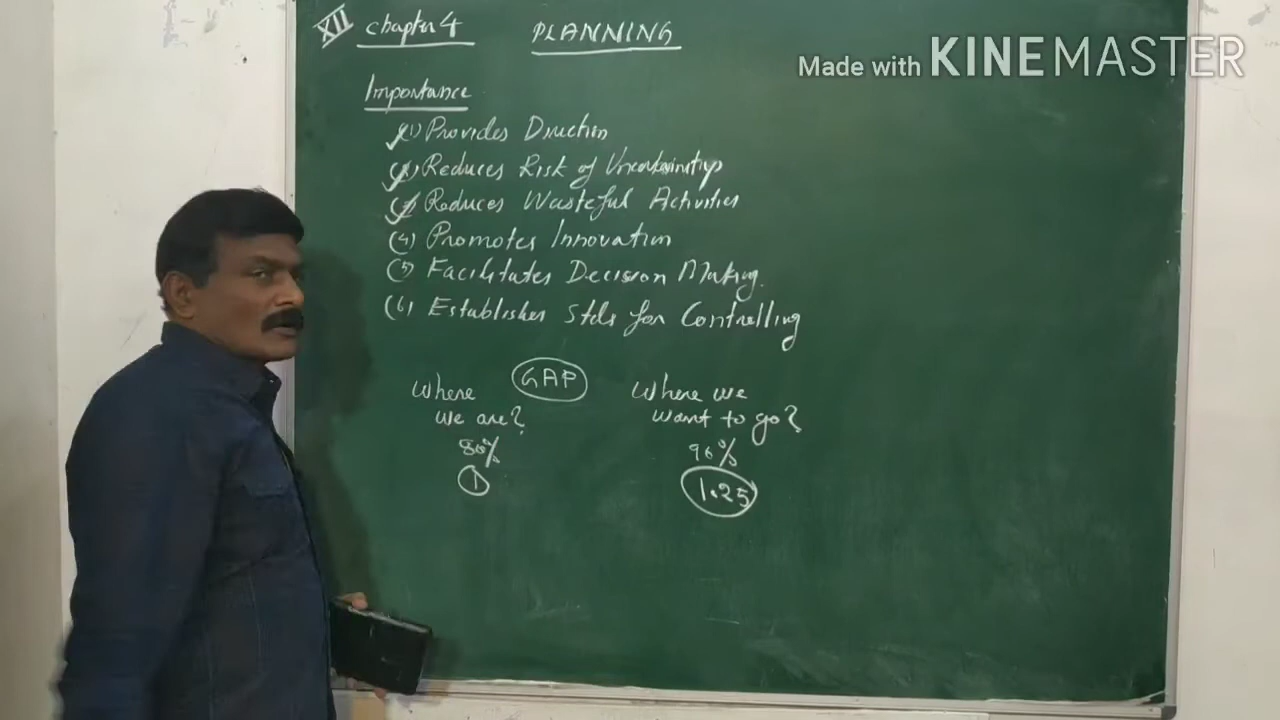 XII Chapter 4 PLANNING
Made with KINEMASTER
Importance
(1) Provides Direction
(2) Reduces Risk of Uncertainities
(3) Reduces Wasteful Activities
(4) Promotes Innovation
(5) Facilitates Decision Making.
(6) Establishes Stds for Controlling
Where we are?
GAP
Where we want to go?
80%
90%
1
1.25